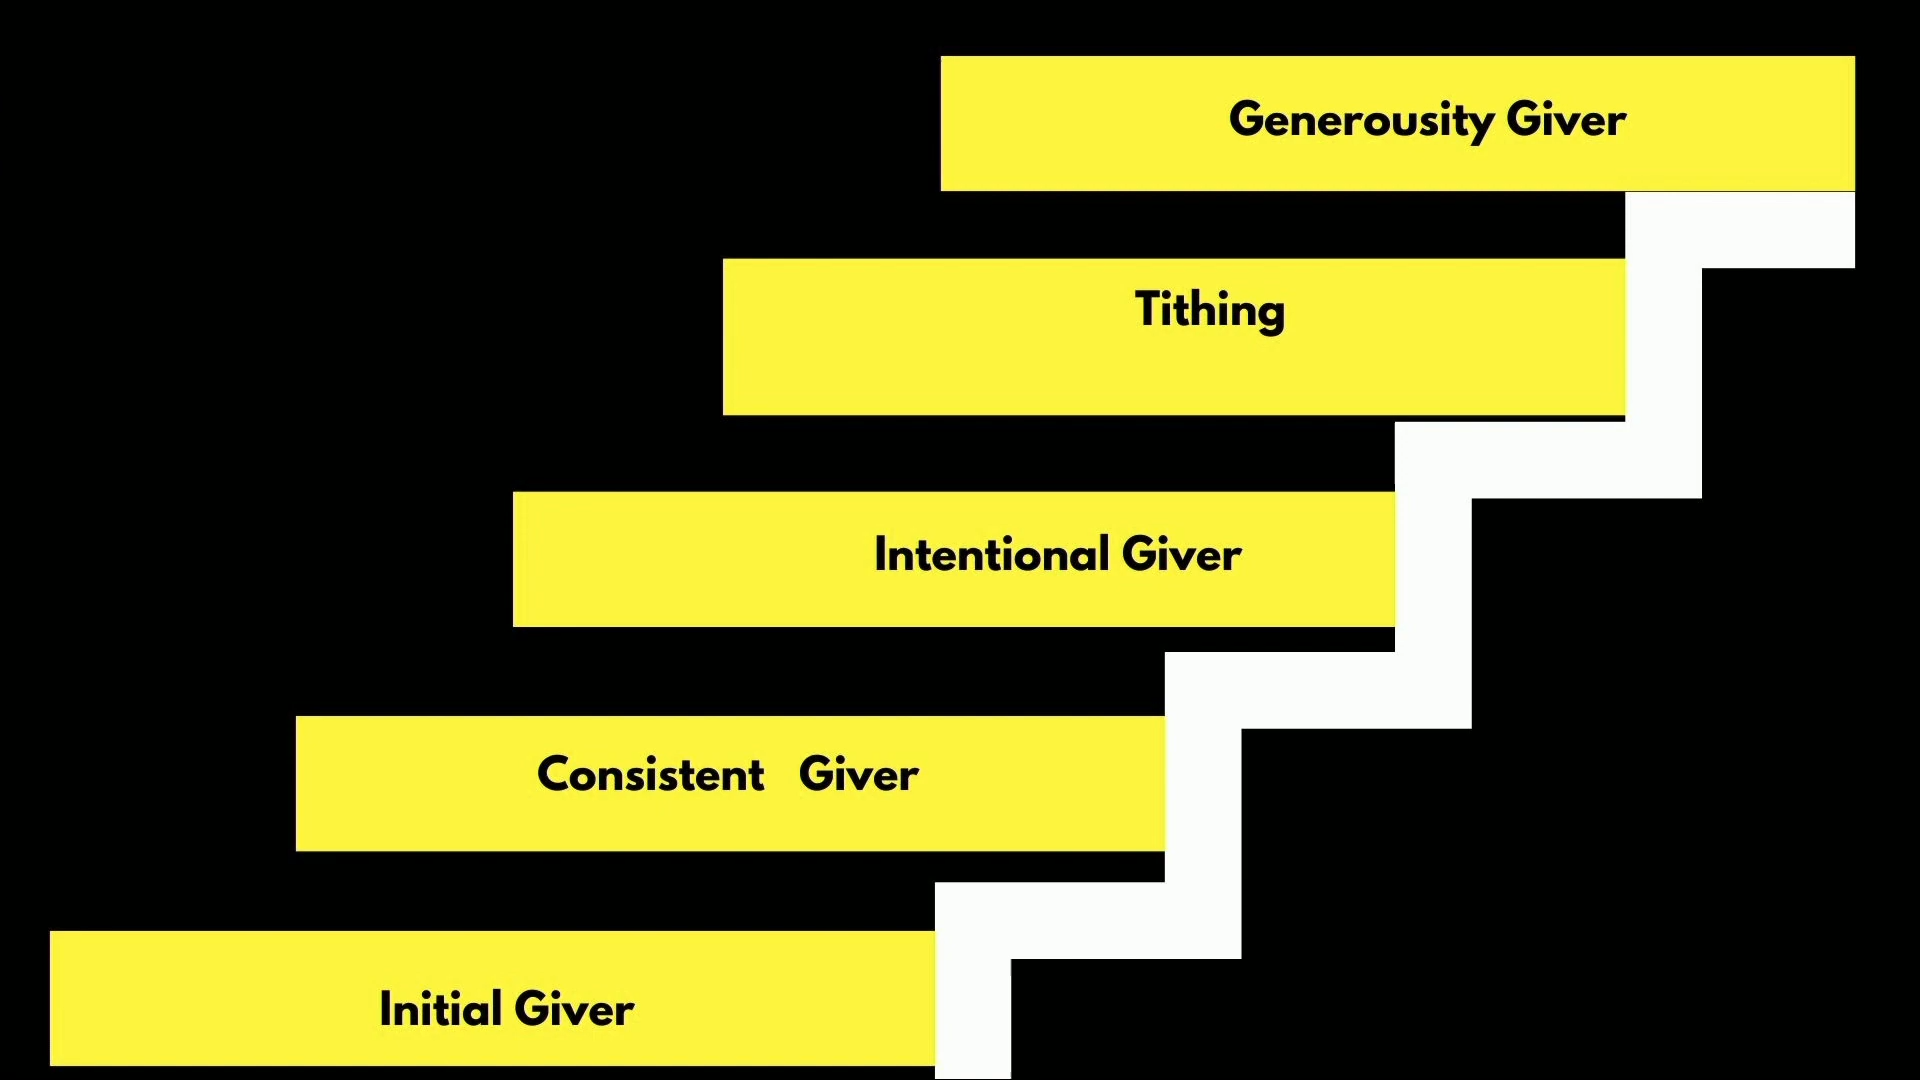 Generousity Giver
Tithing
Intentional Giver
Consistent Giver
Initial Giver